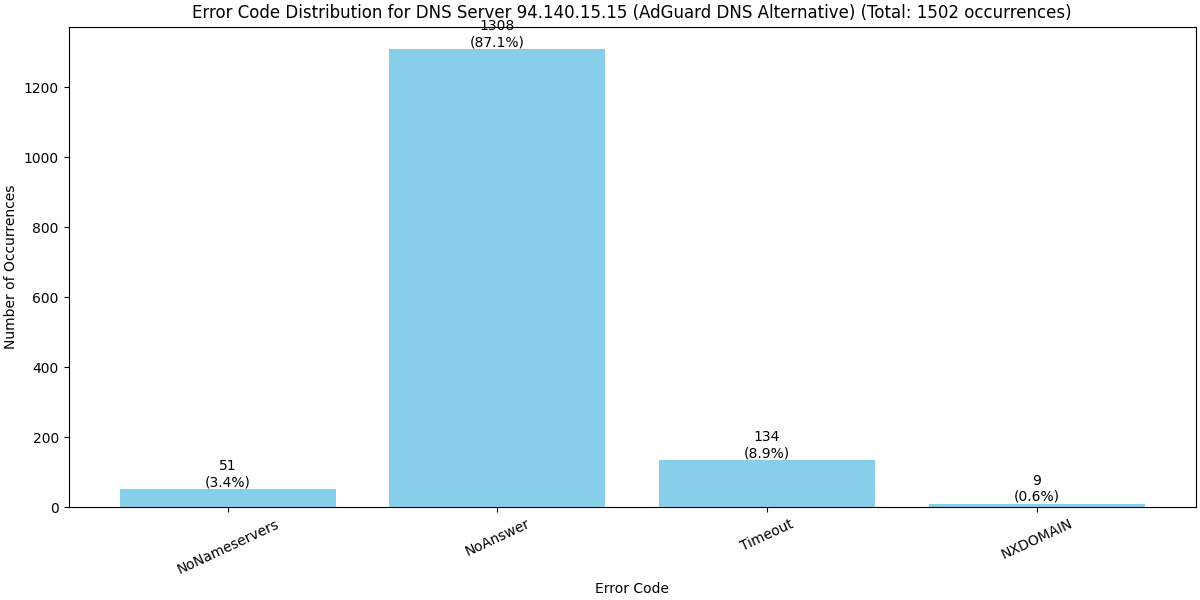 Error Code Distribution for DNS Server 94.140.15.15 (AdGuard DNS Alternative) (Total: 1502 occurrences)
Number of Occurrences
1200
1000
800
600
400
200
0
51
(3.4%)
1308
(87.1%)
134
(8.9%)
9
(0.6%)
NoNameservers
NoAnswer
Timeout
NXDOMAIN
Error Code